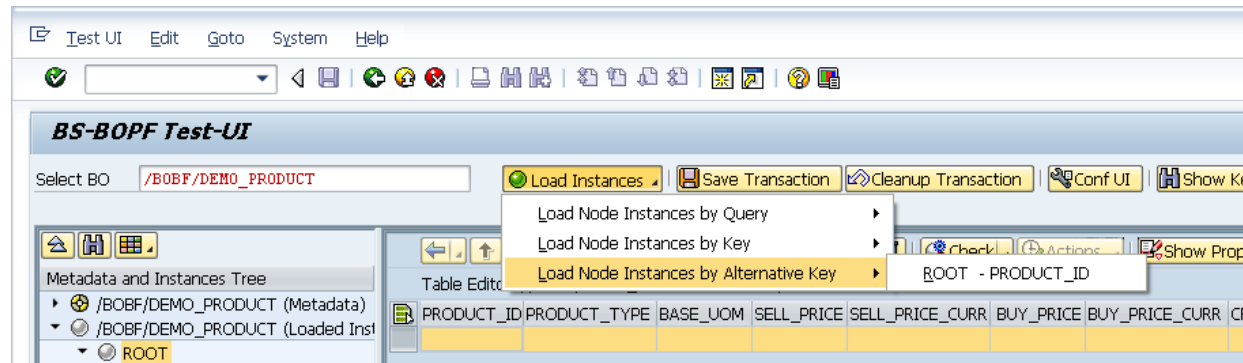 Test UI Edit Goto System Help
BS-BOPF Test-UI
Select BO /BOBF/DEMO_PRODUCT Load Instances Save Transaction Cleanup Transaction Conf UI Show Ke
Load Node Instances by Query
Load Node Instances by Key
Check Actions Show Prop
Load Node Instances by Alternative Key ROOT - PRODUCT_ID
Metadata and Instances Tree
Table Edito
/BOBF/DEMO_PRODUCT (Metadata)
PRODUCT_ID PRODUCT_TYPE BASE_UOM SELL_PRICE SELL_PRICE_CURR BUY_PRICE BUY_PRICE_CURR
/BOBF/DEMO_PRODUCT (Loaded Inst
ROOT